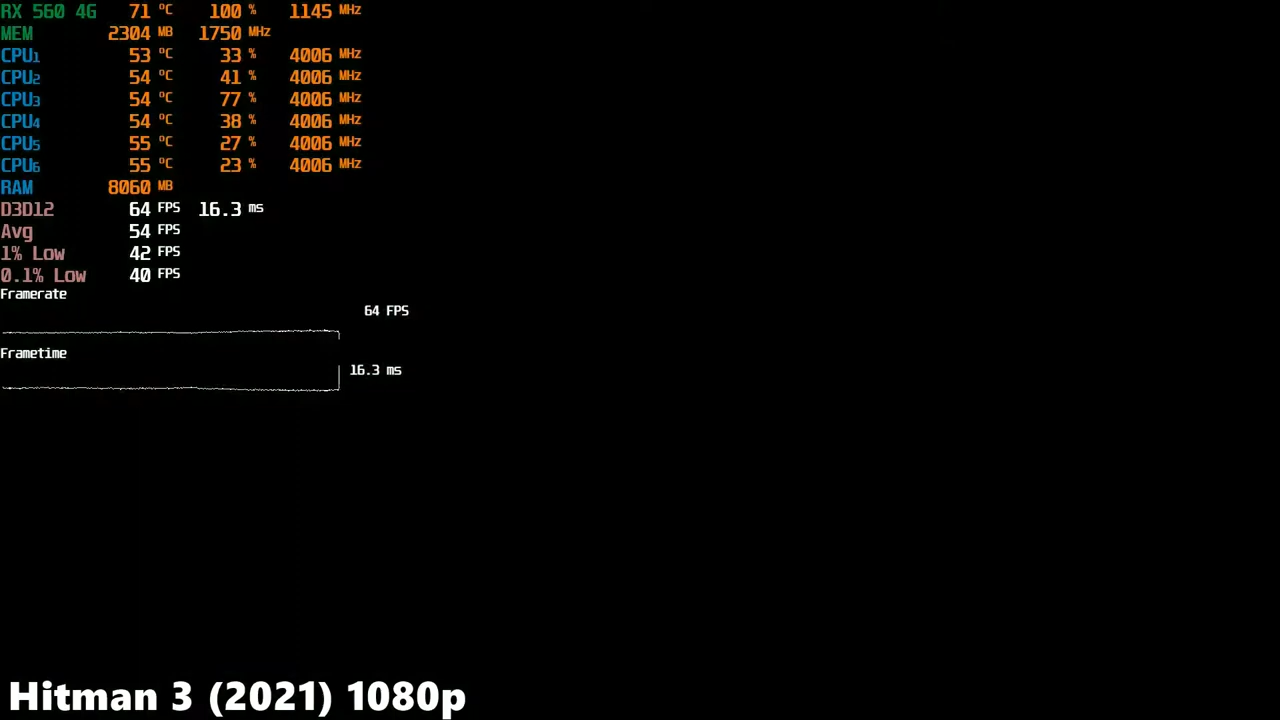 RX 560 4G 71 °C 100 % 1145 MHz
MEM 2304 MB 1750 MHz
CPU1 53 °C 33 % 4006 MHz
CPU2 54 °C 41 % 4006 MHz
CPU3 54 °C 77 % 4006 MHz
CPU4 54 °C 38 % 4006 MHz
CPU5 55 °C 27 % 4006 MHz
CPU6 55 °C 23 % 4006 MHz
RAM 8060 MB
D3D12 64 FPS 16.3 ms
Avg 54 FPS
1% Low 42 FPS
0.1% Low 40 FPS
Framerate
64 FPS
Frametime
16.3 ms
Hitman 3 (2021) 1080p